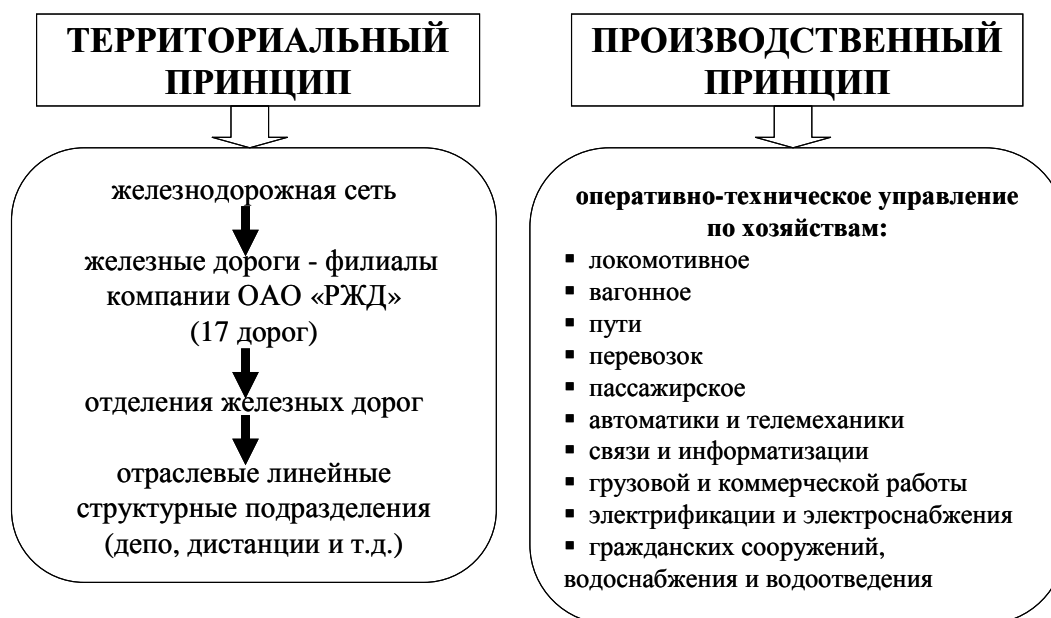 ТЕРРИТОРИАЛЬНЫЙ
ПРИНЦИП
железнодорожная сеть
железные дороги - филиалы
компании ОАО «РЖД»
(17 дорог)
отделения железных дорог
отраслевые линейные
структурные подразделения
(депо, дистанции и т.д.)
ПРОИЗВОДСТВЕННЫЙ
ПРИНЦИП
оперативно-техническое управление
по хозяйствам:
▪ локомотивное
▪ вагонное
▪ пути
▪ перевозок
▪ пассажирское
▪ автоматики и телемеханики
▪ связи и информатизации
▪ грузовой и коммерческой работы
▪ электрификации и электроснабжения
▪ гражданских сооружений,
водоснабжения и водоотведения